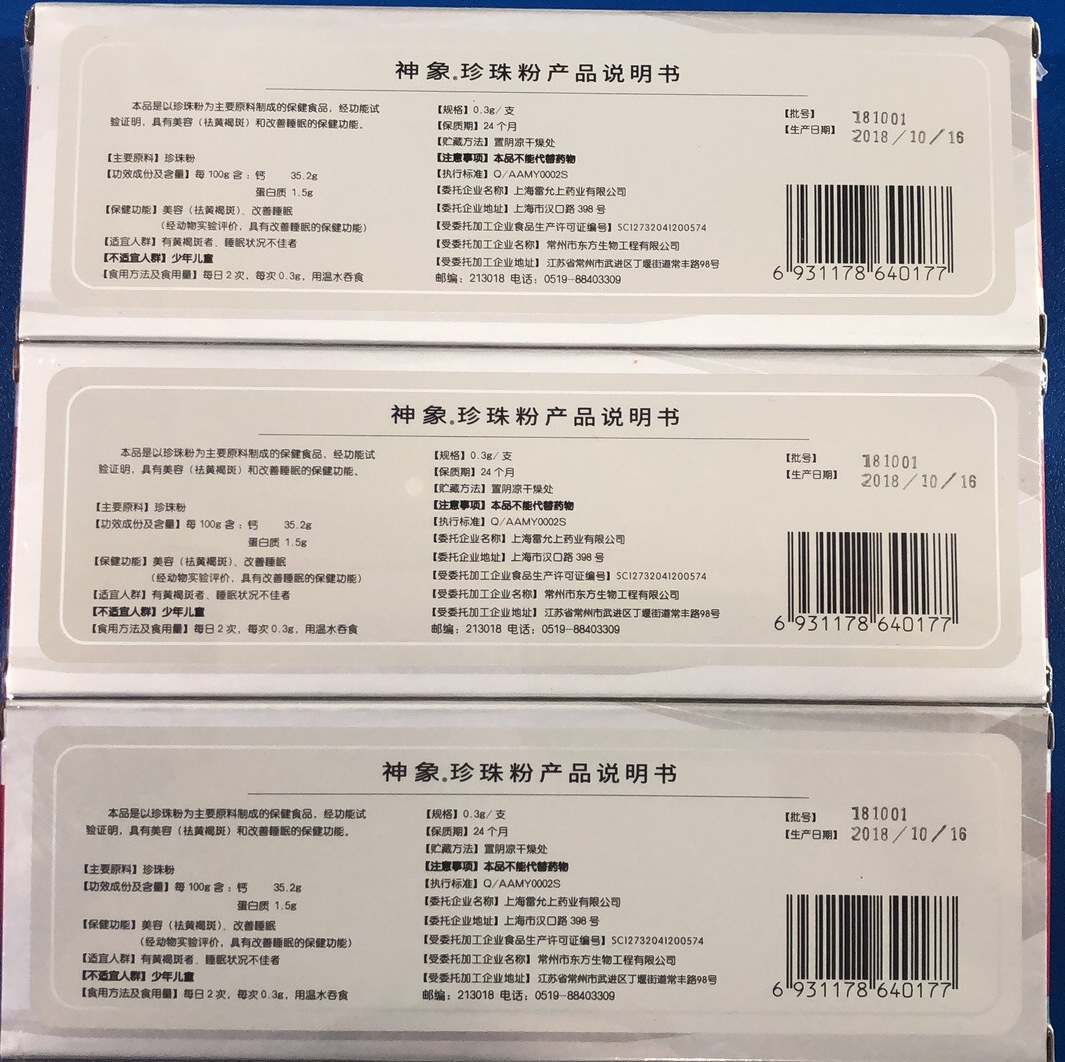 神象®珍珠粉产品说明书
本品是以珍珠粉为主要原料制成的保健食品，经功能试
验证明，具有美容（祛黄褐斑）和改善睡眠的保健功能。
【主要原料】珍珠粉
【功效成份及含量】每 100g 含：钙 35.2g
蛋白质 1.5g
【保健功能】美容（祛黄褐斑）、改善睡眠
（经动物实验评价，具有改善睡眠的保健功能）
【适宜人群】有黄褐斑者、睡眠状况不佳者
【不适宜人群】少年儿童
【食用方法及食用量】每日2次，每次0.3g，用温水吞食
【规格】0.3g/支
【保质期】24个月
【贮藏方法】置阴凉干燥处
【注意事项】本品不能代替药物
【执行标准】Q/AAMY0002S
【委托企业名称】上海雷允上药业有限公司
【委托企业地址】上海市汉口路 398 号
【受委托加工企业食品生产许可证编号】SC12732041200574
【受委托加工企业名称】常州市东方生物工程有限公司
【受委托加工企业地址】江苏省常州市武进区丁堰街道常丰路98号
邮编：213018 电话：0519-88403309
【批号】 181001
【生产日期】 2018/10/16
6 931178 640177
神象®珍珠粉产品说明书
本品是以珍珠粉为主要原料制成的保健食品，经功能试
验证明，具有美容（祛黄褐斑）和改善睡眠的保健功能。
【主要原料】珍珠粉
【功效成份及含量】每 100g 含：钙 35.2g
蛋白质 1.5g
【保健功能】美容（祛黄褐斑）、改善睡眠
（经动物实验评价，具有改善睡眠的保健功能）
【适宜人群】有黄褐斑者、睡眠状况不佳者
【不适宜人群】少年儿童
【食用方法及食用量】每日2次，每次0.3g，用温水吞食
【规格】0.3g/支
【保质期】24个月
【贮藏方法】置阴凉干燥处
【注意事项】本品不能代替药物
【执行标准】Q/AAMY0002S
【委托企业名称】上海雷允上药业有限公司
【委托企业地址】上海市汉口路 398 号
【受委托加工企业食品生产许可证编号】SC12732041200574
【受委托加工企业名称】常州市东方生物工程有限公司
【受委托加工企业地址】江苏省常州市武进区丁堰街道常丰路98号
邮编：213018 电话：0519-88403309
【批号】 181001
【生产日期】 2018/10/16
6 931178 640177
神象®珍珠粉产品说明书
本品是以珍珠粉为主要原料制成的保健食品，经功能试
验证明，具有美容（祛黄褐斑）和改善睡眠的保健功能。
【主要原料】珍珠粉
【功效成份及含量】每 100g 含：钙 35.2g
蛋白质 1.5g
【保健功能】美容（祛黄褐斑）、改善睡眠
（经动物实验评价，具有改善睡眠的保健功能）
【适宜人群】有黄褐斑者、睡眠状况不佳者
【不适宜人群】少年儿童
【食用方法及食用量】每日2次，每次0.3g，用温水吞食
【规格】0.3g/支
【保质期】24个月
【贮藏方法】置阴凉干燥处
【注意事项】本品不能代替药物
【执行标准】Q/AAMY0002S
【委托企业名称】上海雷允上药业有限公司
【委托企业地址】上海市汉口路 398 号
【受委托加工企业食品生产许可证编号】SC12732041200574
【受委托加工企业名称】常州市东方生物工程有限公司
【受委托加工企业地址】江苏省常州市武进区丁堰街道常丰路98号
邮编：213018 电话：0519-88403309
【批号】 181001
【生产日期】 2018/10/16
6 931178 640177